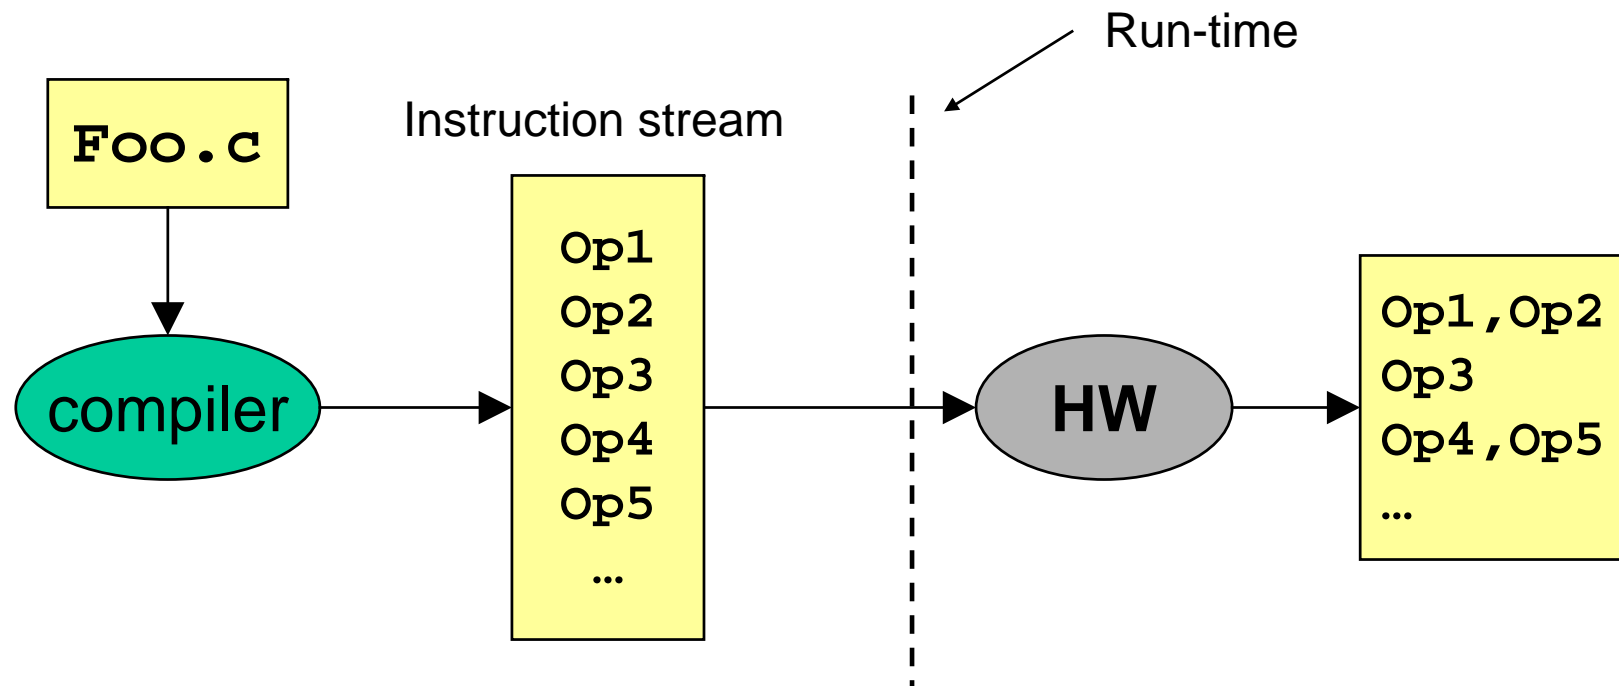 Run-time
Foo.c
Instruction stream
compiler
Op1
Op2
Op3
Op4
Op5
…
HW
Op1,Op2
Op3
Op4,Op5
…